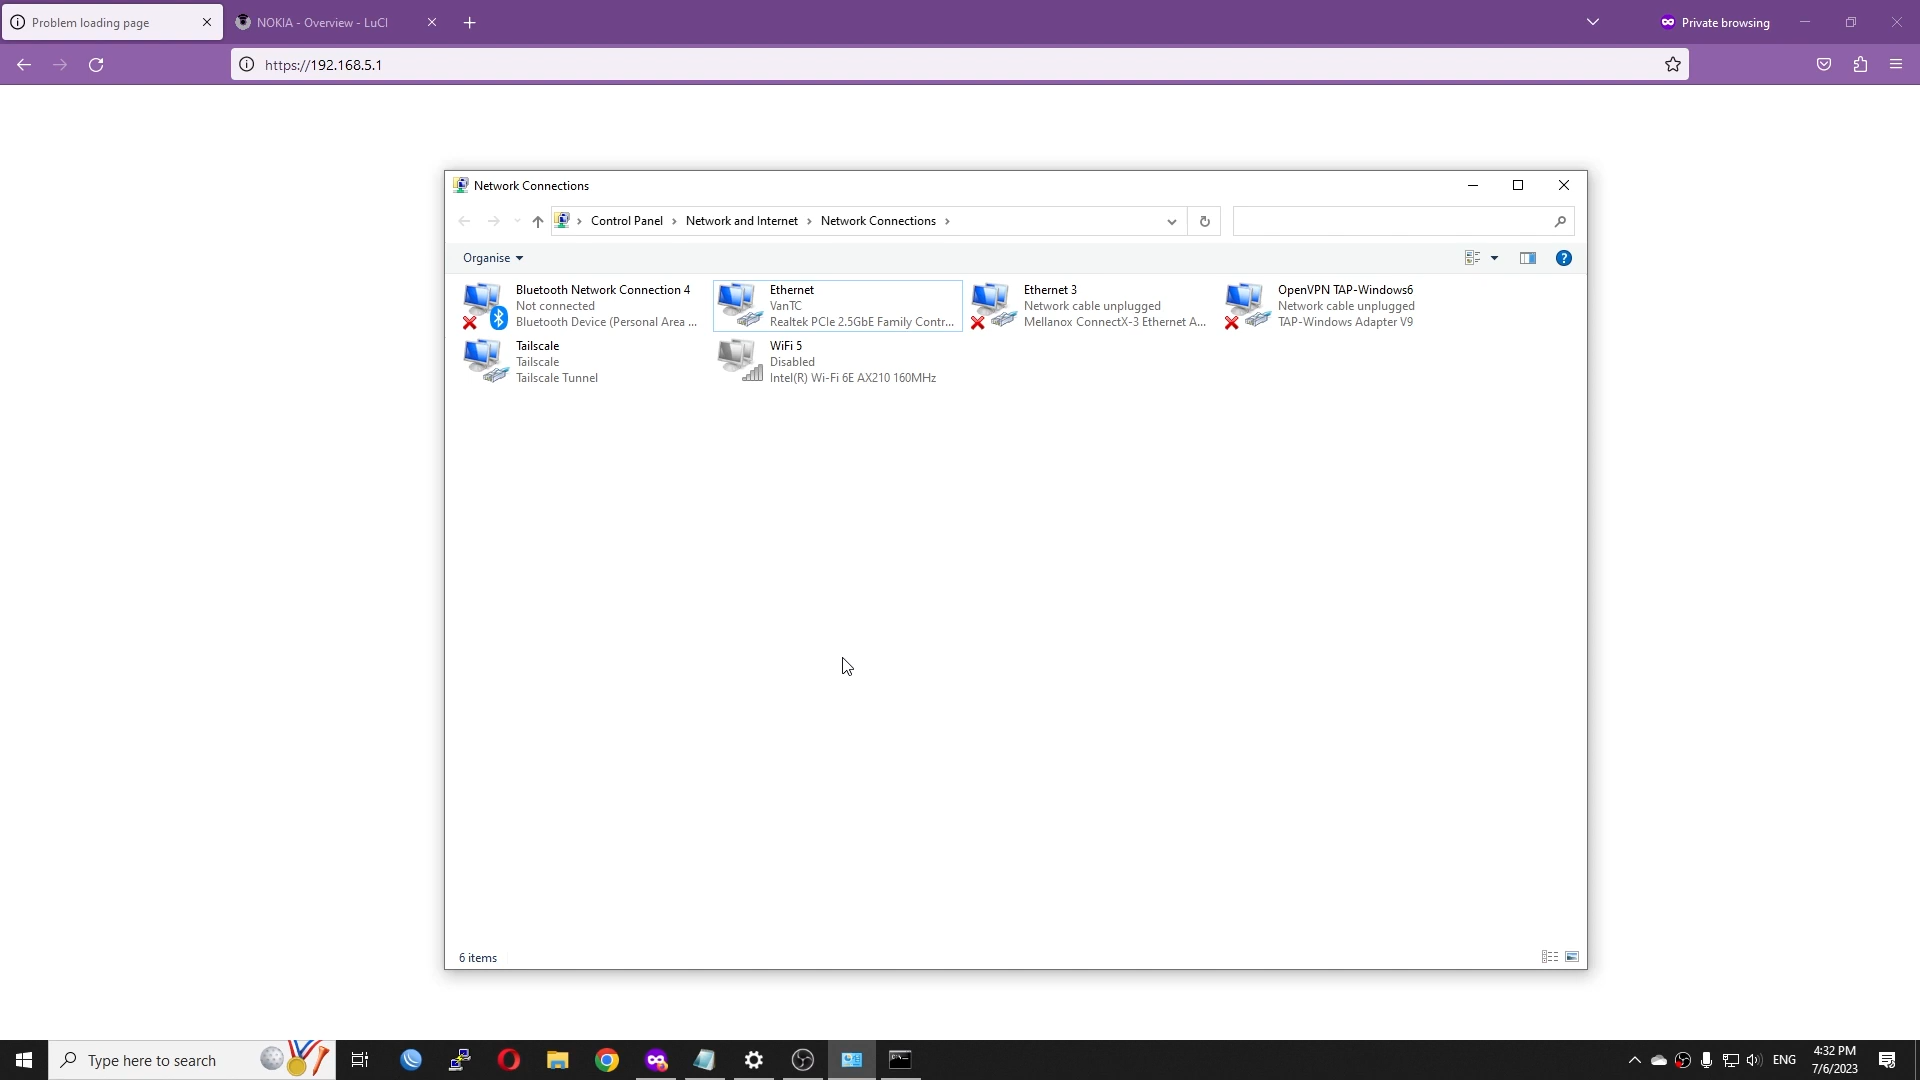 Problem loading page
NOKIA - Overview - LuCI
Private browsing
https://192.168.5.1
Network Connections
Control Panel > Network and Internet > Network Connections >
Organise
Bluetooth Network Connection 4
Not connected
Bluetooth Device (Personal Area ...
Ethernet
VanTC
Realtek PCIe 2.5GbE Family Contr...
Ethernet 3
Network cable unplugged
Mellanox ConnectX-3 Ethernet A...
OpenVPN TAP-Windows6
Network cable unplugged
TAP-Windows Adapter V9
Tailscale
Tailscale
Tailscale Tunnel
WiFi 5
Disabled
Intel(R) Wi-Fi 6E AX210 160MHz
6 items
Type here to search
ENG
4:32 PM
7/6/2023